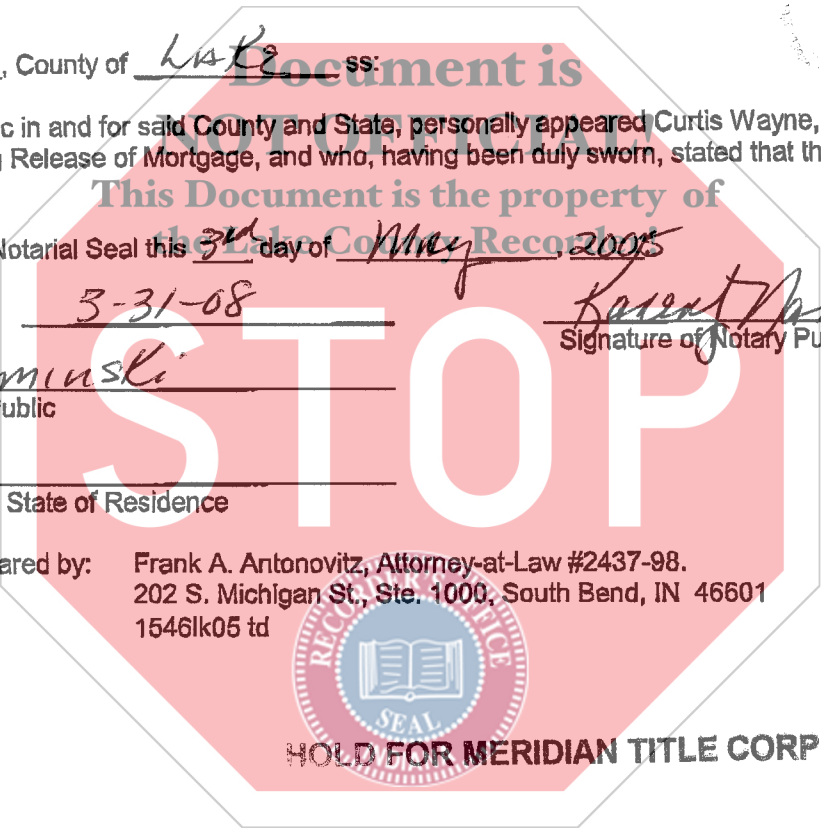 , County of Lake ss:
Document is
NOT OFFICIAL!
c in and for said County and State, personally appeared Curtis Wayne,
Release of Mortgage, and who, having been duly sworn, stated that th
This Document is the property of
the Lake County Recorder!
Notarial Seal this 3rd day of May, 2005
3-31-08
Signature of Notary Pu
minski
Public
STOP
State of Residence
ared by: Frank A. Antonovitz, Attorney-at-Law #2437-98.
202 S. Michigan St., Ste. 1000, South Bend, IN 46601
1546lk05 td
RECORDER'S OFFICE
SEAL
HOLD FOR MERIDIAN TITLE CORP